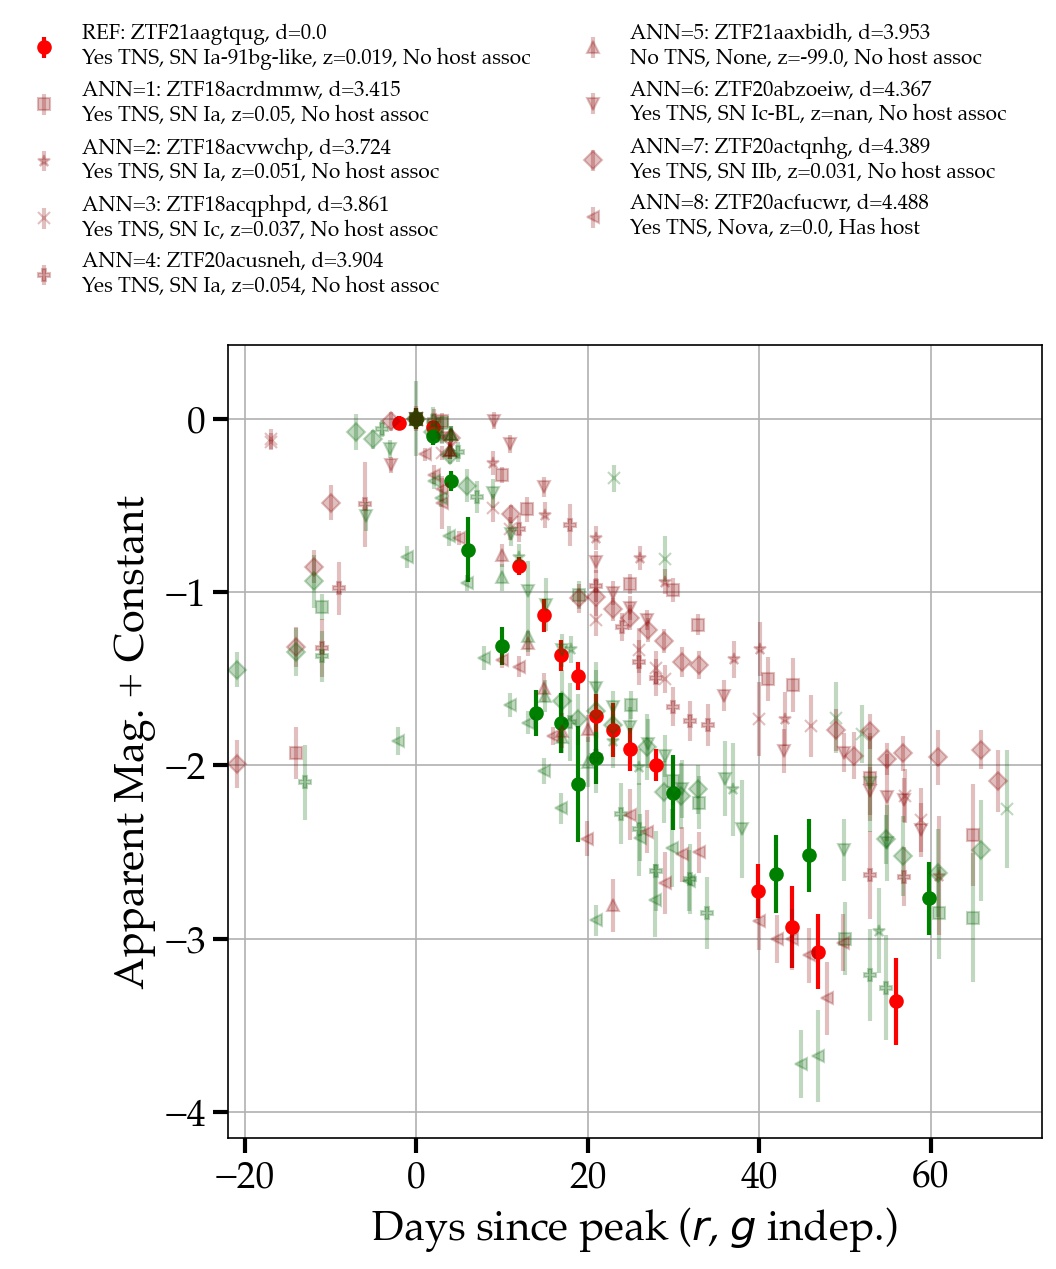 REF: ZTF21aagtqug, d=0.0
Yes TNS, SN Ia-91bg-like, z=0.019, No host assoc
ANN=1: ZTF18acrdmmw, d=3.415
Yes TNS, SN Ia, z=0.05, No host assoc
ANN=2: ZTF18acvwchp, d=3.724
Yes TNS, SN Ia, z=0.051, No host assoc
ANN=3: ZTF18acqphpd, d=3.861
Yes TNS, SN Ic, z=0.037, No host assoc
ANN=4: ZTF20acusneh, d=3.904
Yes TNS, SN Ia, z=0.054, No host assoc
ANN=5: ZTF21aaxbidh, d=3.953
No TNS, None, z=-99.0, No host assoc
ANN=6: ZTF20abzoeiw, d=4.367
Yes TNS, SN Ic-BL, z=nan, No host assoc
ANN=7: ZTF20actqnhg, d=4.389
Yes TNS, SN IIb, z=0.031, No host assoc
ANN=8: ZTF20acfucwr, d=4.488
Yes TNS, Nova, z=0.0, Has host
Apparent Mag. + Constant
0
−1
−2
−3
−4
−20 0 20 40 60
Days since peak (r, g indep.)